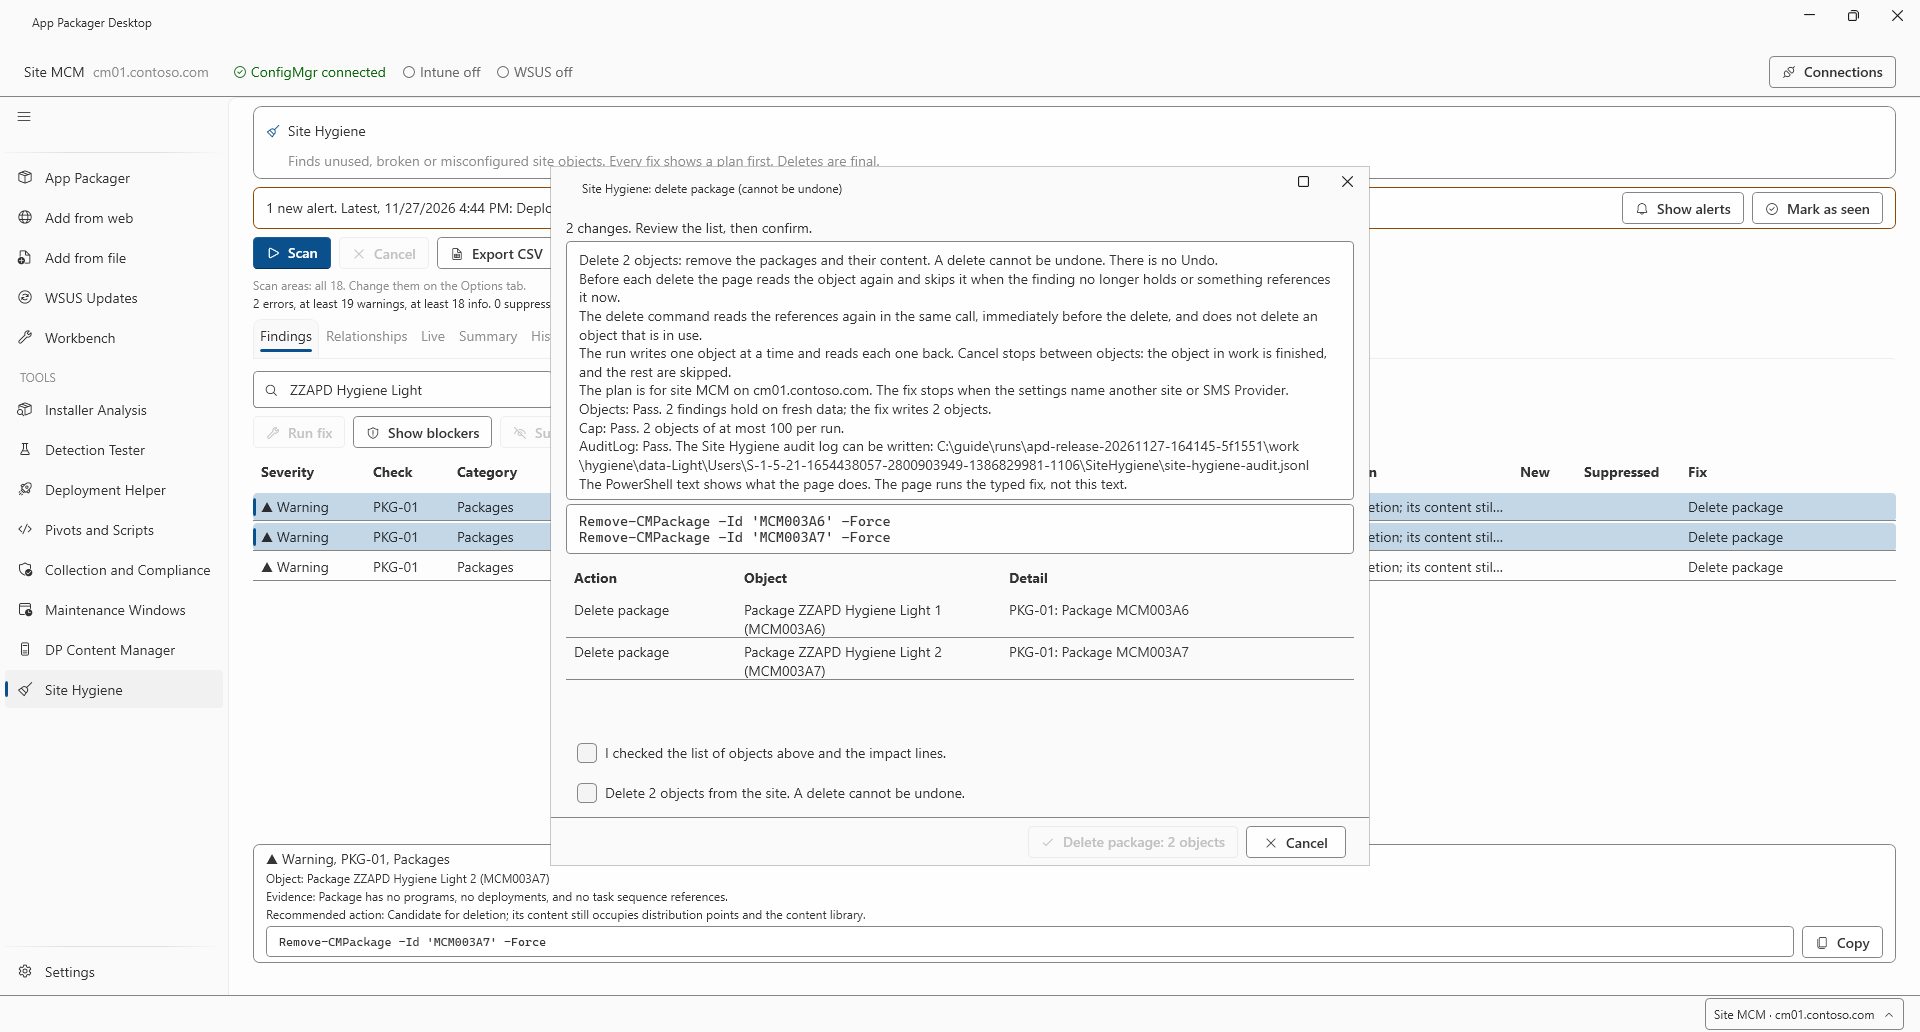 App Packager Desktop
Site MCM cm01.contoso.com ConfigMgr connected Intune off WSUS off
Connections
App Packager
Add from web
Add from file
WSUS Updates
Workbench
TOOLS
Installer Analysis
Detection Tester
Deployment Helper
Pivots and Scripts
Collection and Compliance
Maintenance Windows
DP Content Manager
Site Hygiene
Settings
Site Hygiene
Finds unused, broken or misconfigured site objects. Every fix shows a plan first. Deletes are final.
1 new alert. Latest, 11/27/2026 4:44 PM: Deplo
Show alerts Mark as seen
Scan Cancel Export CSV
Scan areas: all 18. Change them on the Options tab.
2 errors, at least 19 warnings, at least 18 info. 0 suppress
Findings Relationships Live Summary His
ZZAPD Hygiene Light
Run fix Show blockers Su
Severity Check Category New Suppressed Fix
Warning PKG-01 Packages etion; its content stil... Delete package
Warning PKG-01 Packages etion; its content stil... Delete package
Warning PKG-01 Packages etion; its content stil... Delete package
Site Hygiene: delete package (cannot be undone)
2 changes. Review the list, then confirm.
Delete 2 objects: remove the packages and their content. A delete cannot be undone. There is no Undo.
Before each delete the page reads the object again and skips it when the finding no longer holds or something references
it now.
The delete command reads the references again in the same call, immediately before the delete, and does not delete an
object that is in use.
The run writes one object at a time and reads each one back. Cancel stops between objects: the object in work is finished,
and the rest are skipped.
The plan is for site MCM on cm01.contoso.com. The fix stops when the settings name another site or SMS Provider.
Objects: Pass. 2 findings hold on fresh data; the fix writes 2 objects.
Cap: Pass. 2 objects of at most 100 per run.
AuditLog: Pass. The Site Hygiene audit log can be written: C:\guide\runs\apd-release-20261127-164145-5f1551\work
\hygiene\data-Light\Users\S-1-5-21-1654438057-2800903949-1386829981-1106\SiteHygiene\site-hygiene-audit.jsonl
The PowerShell text shows what the page does. The page runs the typed fix, not this text.
Remove-CMPackage -Id 'MCM003A6' -Force
Remove-CMPackage -Id 'MCM003A7' -Force
Action Object Detail
Delete package Package ZZAPD Hygiene Light 1 PKG-01: Package MCM003A6
(MCM003A6)
Delete package Package ZZAPD Hygiene Light 2 PKG-01: Package MCM003A7
(MCM003A7)
I checked the list of objects above and the impact lines.
Delete 2 objects from the site. A delete cannot be undone.
Delete package: 2 objects Cancel
Warning, PKG-01, Packages
Object: Package ZZAPD Hygiene Light 2 (MCM003A7)
Evidence: Package has no programs, no deployments, and no task sequence references.
Recommended action: Candidate for deletion; its content still occupies distribution points and the content library.
Remove-CMPackage -Id 'MCM003A7' -Force
Copy
Site MCM · cm01.contoso.com